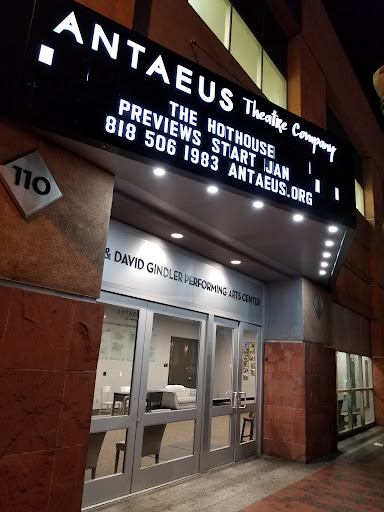 ANTAEUS Theatre Company
THE HOTHOUSE
PREVIEWS START JAN
818 506 1983 ANTAEUS.ORG
110
& DAVID GINDLER PERFORMING ARTS CENTER
ANTAEUS